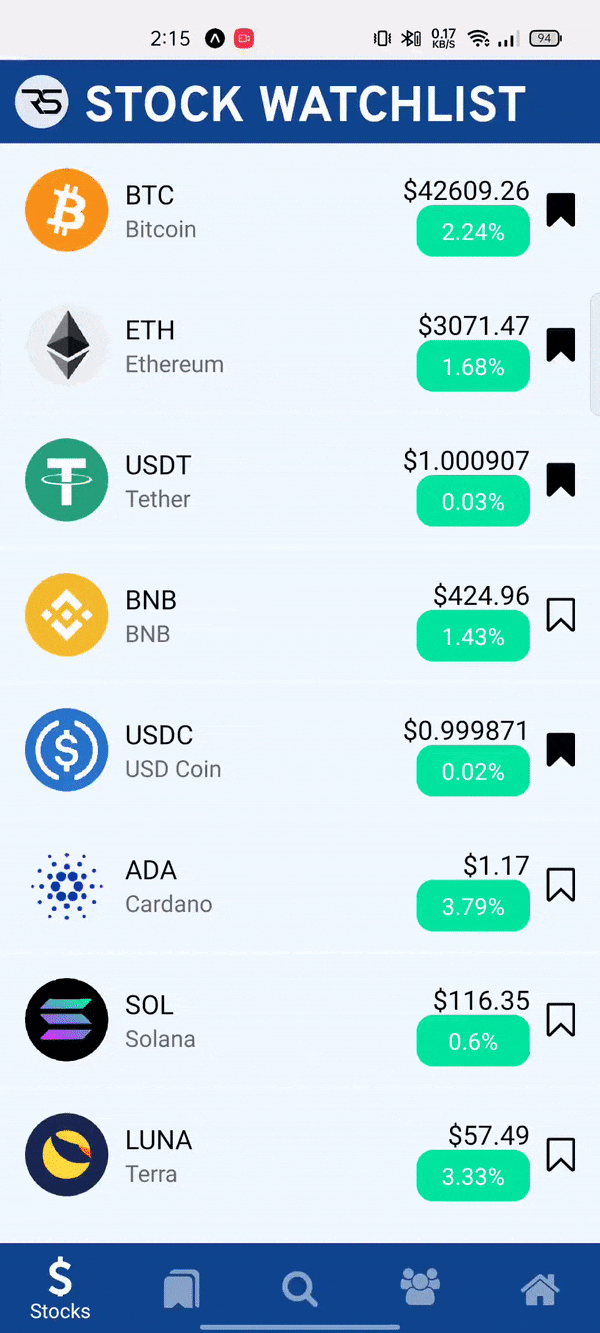 2:15
0.17
KB/S
94
RS STOCK WATCHLIST
BTC
$42609.26
Bitcoin
2.24%
ETH
$3071.47
Ethereum
1.68%
USDT
$1.000907
Tether
0.03%
BNB
$424.96
BNB
1.43%
USDC
$0.999871
USD Coin
0.02%
ADA
$1.17
Cardano
3.79%
SOL
$116.35
Solana
0.6%
LUNA
$57.49
Terra
3.33%
Stocks